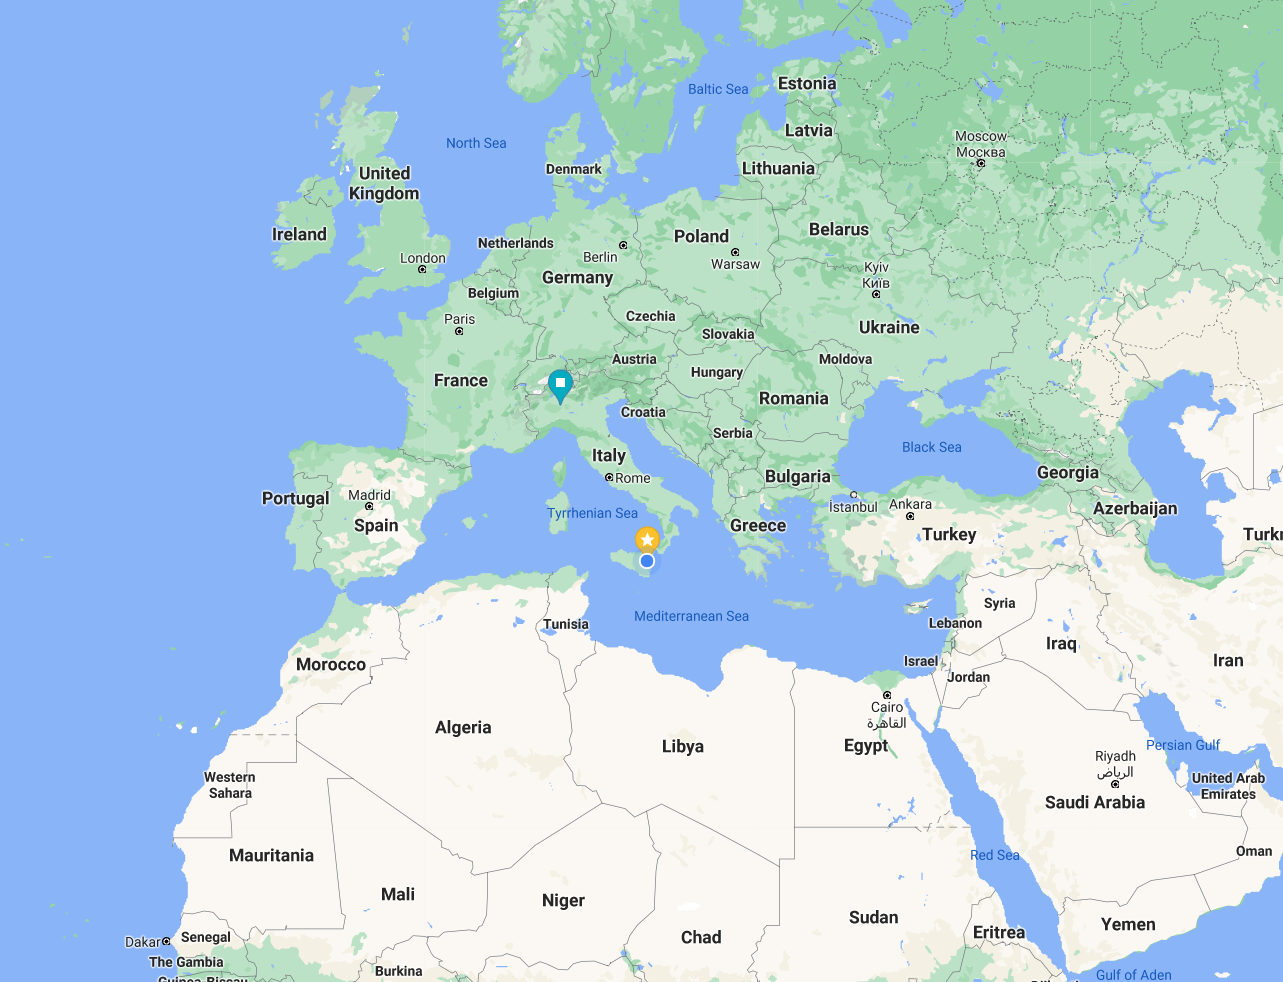 Baltic Sea
Estonia
Latvia
Lithuania
Moscow
Москва
North Sea
Denmark
United
Kingdom
Ireland
Netherlands
Berlin
Poland
Warsaw
Belarus
London
Germany
Belgium
Kyiv
Київ
Paris
Czechia
Slovakia
Ukraine
Austria
Moldova
France
Hungary
Romania
Croatia
Serbia
Black Sea
Italy
Rome
Bulgaria
Georgia
Portugal
Madrid
Spain
Tyrrhenian Sea
Greece
İstanbul
Ankara
Turkey
Azerbaijan
Turkr
Mediterranean Sea
Tunisia
Syria
Lebanon
Iraq
Iran
Israel
Jordan
Morocco
Cairo
القاهرة
Algeria
Libya
Egypt
Persian Gulf
Riyadh
الرياض
Western
Sahara
United Arab
Emirates
Saudi Arabia
Mauritania
Red Sea
Oman
Mali
Niger
Sudan
Chad
Yemen
Eritrea
Dakar
Senegal
The Gambia
Burkina
Gulf of Aden
Guinea-Bissau